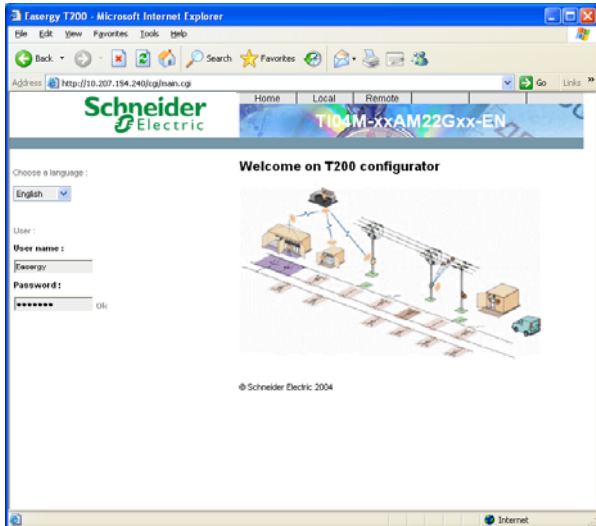 Easergy T200 - Microsoft Internet Explorer
File Edit View Favorites Tools Help
Back Search Favorites
Address http://10.207.154.240/cgi/main.cgi Go Links »
Schneider Electric
Home Local Remote
TI04M-xxAM22Gxx-EN
Choose a language :
English
User :
User name :
Easergy
Password :
•••••••
Ok
Welcome on T200 configurator
© Schneider Electric 2004
Internet